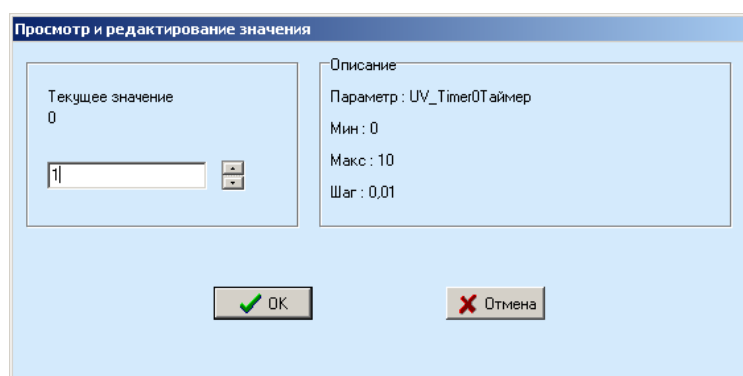 Просмотр и редактирование значения
Текущее значение
0
1
Описание
Параметр : UV_Timer0Таймер
Мин : 0
Макс : 10
Шаг : 0,01
OK
Отмена